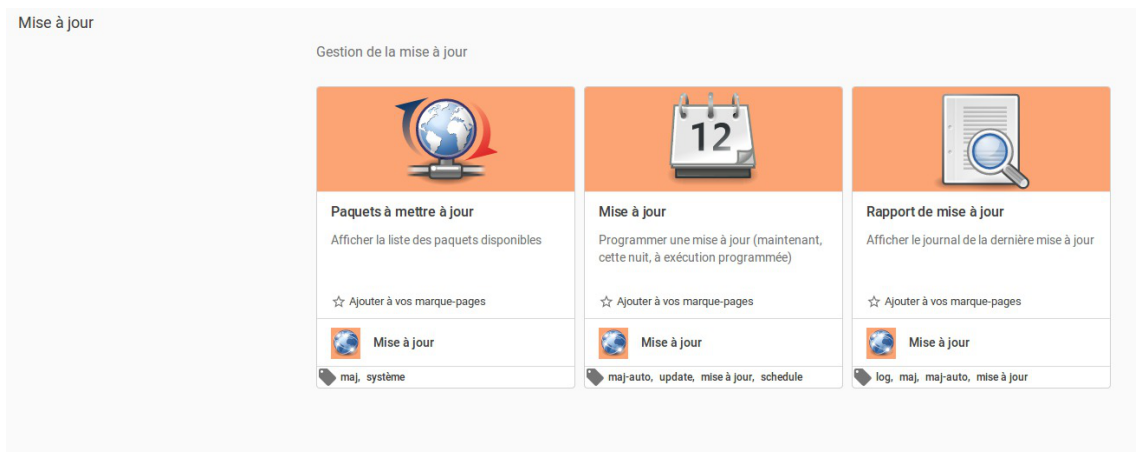 Mise à jour
Gestion de la mise à jour
12
Paquets à mettre à jour
Afficher la liste des paquets disponibles
Ajouter à vos marque-pages
Mise à jour
maj, système
Mise à jour
Programmer une mise à jour (maintenant,
cette nuit, à exécution programmée)
Ajouter à vos marque-pages
Mise à jour
maj-auto, update, mise à jour, schedule
Rapport de mise à jour
Afficher le journal de la dernière mise à jour
Ajouter à vos marque-pages
Mise à jour
log, maj, maj-auto, mise à jour